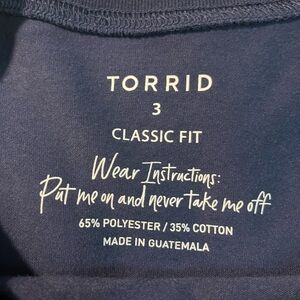 TORRID
3
CLASSIC FIT
Wear Instructions:
Put me on and never take me off
65% POLYESTER / 35% COTTON
MADE IN GUATEMALA